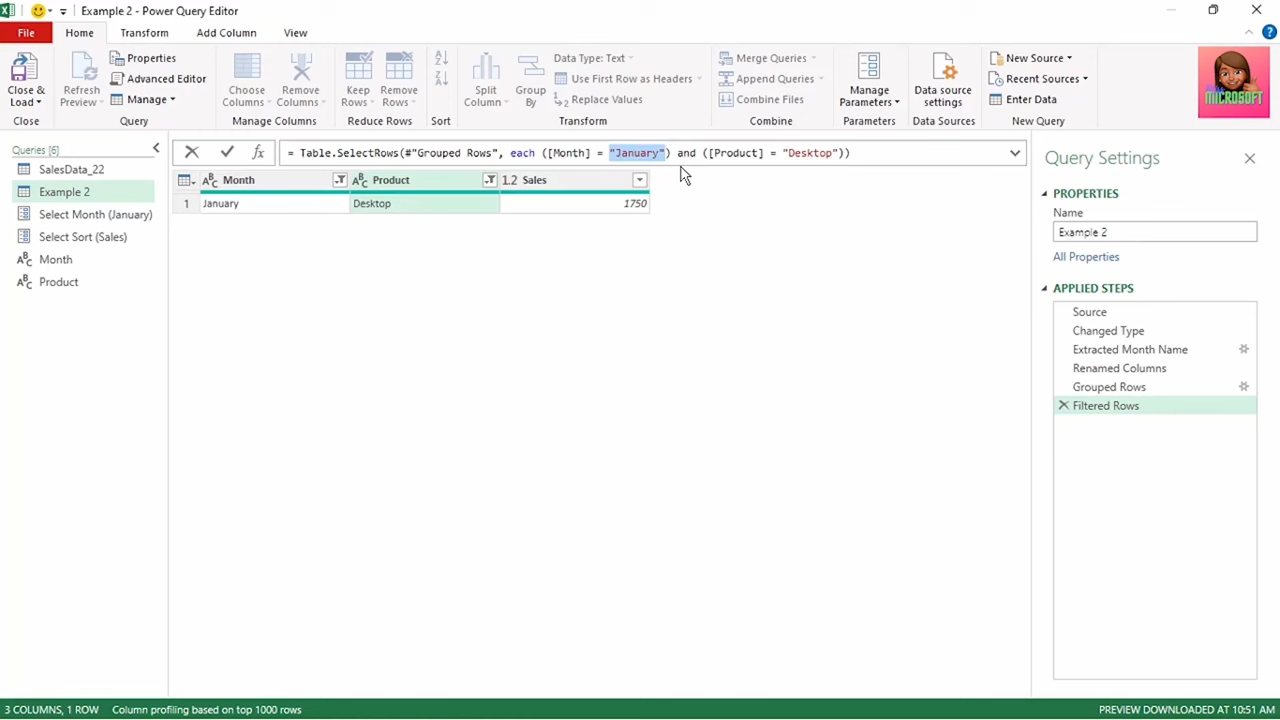 Example 2 - Power Query Editor
File Home Transform Add Column View
Close & Load
Refresh Preview
Properties
Advanced Editor
Manage
Choose Columns
Remove Columns
Keep Rows
Remove Rows
Split Column
Group By
Data Type: Text
Use First Row as Headers
1 2 Replace Values
Merge Queries
Append Queries
Combine Files
Manage Parameters
Data source settings
New Source
Recent Sources
Enter Data
MICROSOFT
Close Query Manage Columns Reduce Rows Sort Transform Combine Parameters Data Sources New Query
Queries [6]
SalesData_22
Example 2
Select Month (January)
Select Sort (Sales)
ABC Month
ABC Product
fx = Table.SelectRows(#"Grouped Rows", each ([Month] = "January") and ([Product] = "Desktop"))
ABC Month ABC Product 1.2 Sales
1 January Desktop 1750
Query Settings
PROPERTIES
Name
Example 2
All Properties
APPLIED STEPS
Source
Changed Type
Extracted Month Name
Renamed Columns
Grouped Rows
Filtered Rows
3 COLUMNS, 1 ROW Column profiling based on top 1000 rows PREVIEW DOWNLOADED AT 10:51 AM